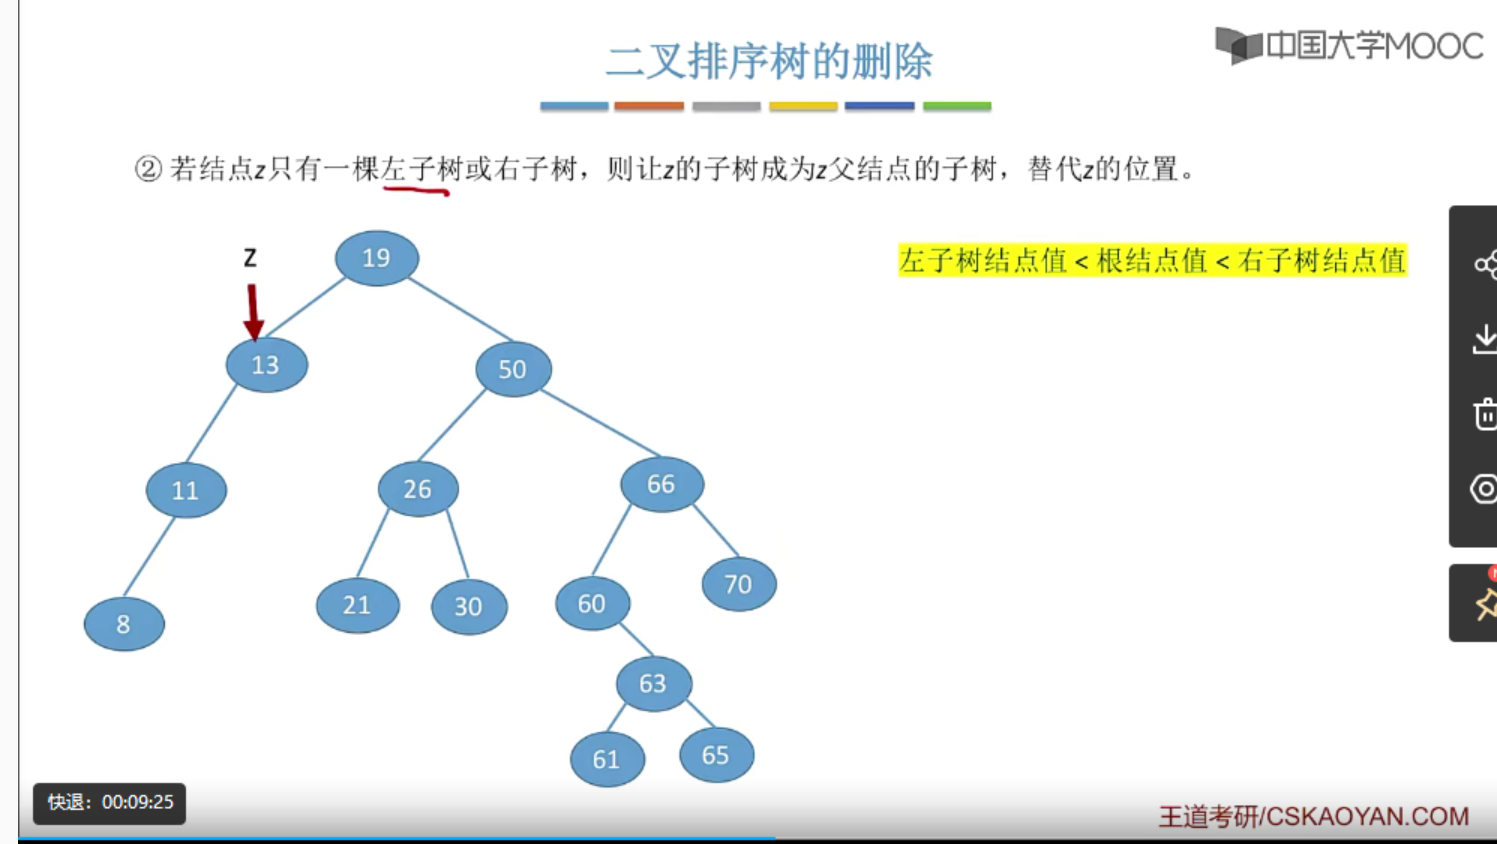 中国大学MOOC
二叉排序树的删除
② 若结点z只有一棵左子树或右子树，则让z的子树成为z父结点的子树，替代z的位置。
左子树结点值 < 根结点值 < 右子树结点值
Z
19
13
50
11
26
66
8
21
30
60
70
63
61
65
快退：00:09:25
王道考研/CSKAOYAN.COM